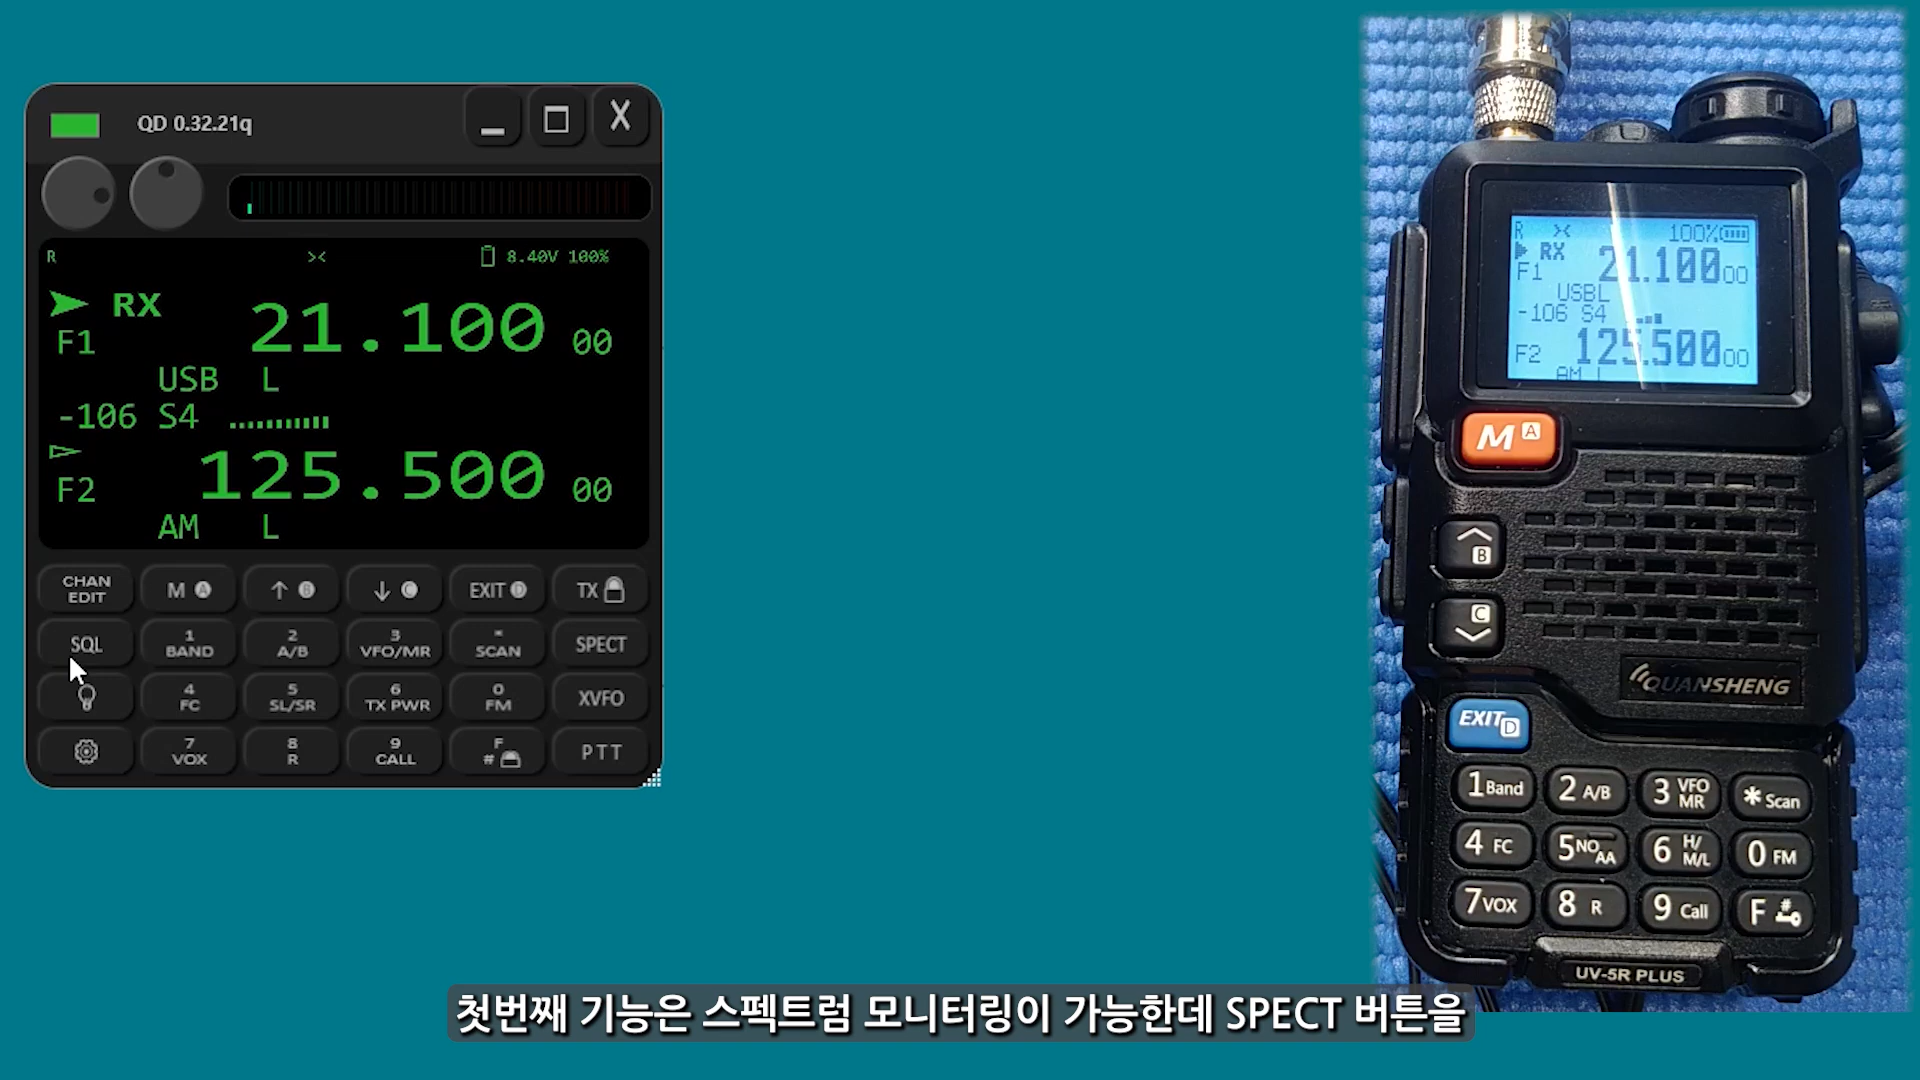 QD 0.32.21q
R >< 8.40V 100%
RX
F1 21.100 00
USB L
-106 S4
F2 125.500 00
AM L
CHAN EDIT
M A
↑ B
↓ C
EXIT D
TX
SQL
1 BAND
2 A/B
3 VFO/MR
* SCAN
SPECT
4 FC
5 SL/SR
6 TX PWR
0 FM
XVFO
7 VOX
8 R
9 CALL
F #
PTT
R >< 100%
RX
F1 21.100 00
USBL
-106 S4
F2 125.500 00
AM L
M A
B
C
QUANSHENG
EXIT D
1 Band
2 A/B
3 VFO MR
* Scan
4 FC
5 NO AA
6 H/ M/L
0 FM
7 VOX
8 R
9 Call
F #
UV-5R PLUS
첫번째 기능은 스펙트럼 모니터링이 가능한데 SPECT 버튼을